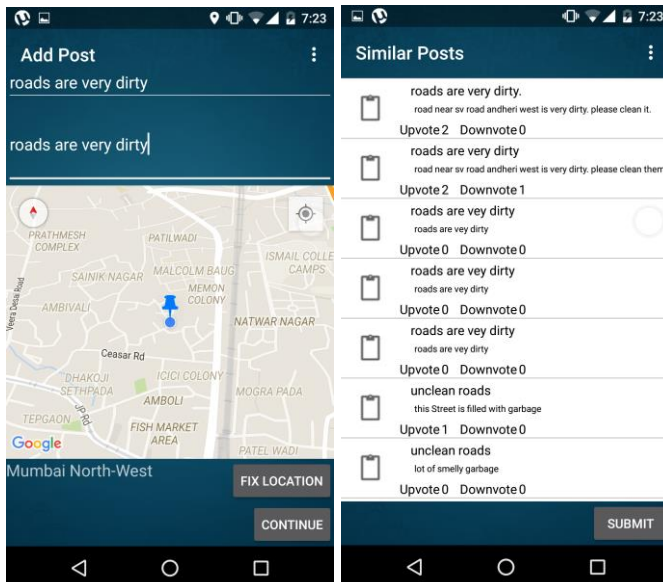 7:23
Add Post
roads are very dirty
roads are very dirty
PRATHMESH
COMPLEX
PATILWADI
ISMAIL COLLE
CAMPS
SAINIK NAGAR
MALCOLM BAUG
MEMON
COLONY
Veera Desai Road
AMBIVALI
NATWAR NAGAR
Ceasar Rd
DHAKOJI
SETHPADA
ICICI COLONY
MOGRA PADA
JP Rd
AMBOLI
TEPGAON
FISH MARKET
AREA
Google
PATEL WADI
Mumbai North-West
FIX LOCATION
CONTINUE
7:23
Similar Posts
roads are very dirty.
road near sv road andheri west is very dirty. please clean it.
Upvote 2 Downvote 0
roads are very dirty
road near sv road andheri west is very dirty. please clean them
Upvote 2 Downvote 1
roads are vey dirty
roads are vey dirty
Upvote 0 Downvote 0
roads are vey dirty
roads are vey dirty
Upvote 0 Downvote 0
roads are vey dirty
roads are vey dirty
Upvote 0 Downvote 0
unclean roads
this Street is filled with garbage
Upvote 1 Downvote 0
unclean roads
lot of smelly garbage
Upvote 0 Downvote 0
SUBMIT